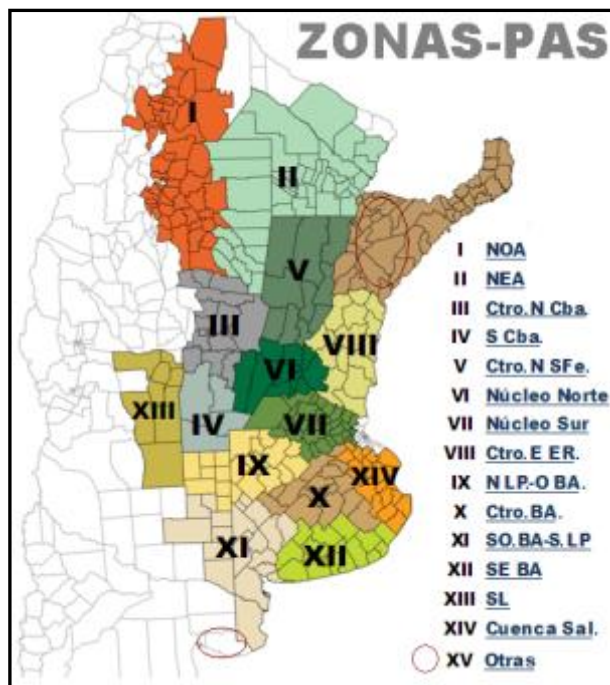 ZONAS-PAS
I
II
V
III
VIII
VI
XIII
IV
VII
IX
XIV
X
XI
XII
I NOA
II NEA
III Ctro.N Cba.
IV S Cba.
V Ctro.N SFe.
VI Núcleo Norte
VII Núcleo Sur
VIII Ctro.E ER.
IX N LP.-O BA.
X Ctro.BA.
XI SO.BA-S.LP
XII SE BA
XIII SL
XIV Cuenca Sal.
XV Otras